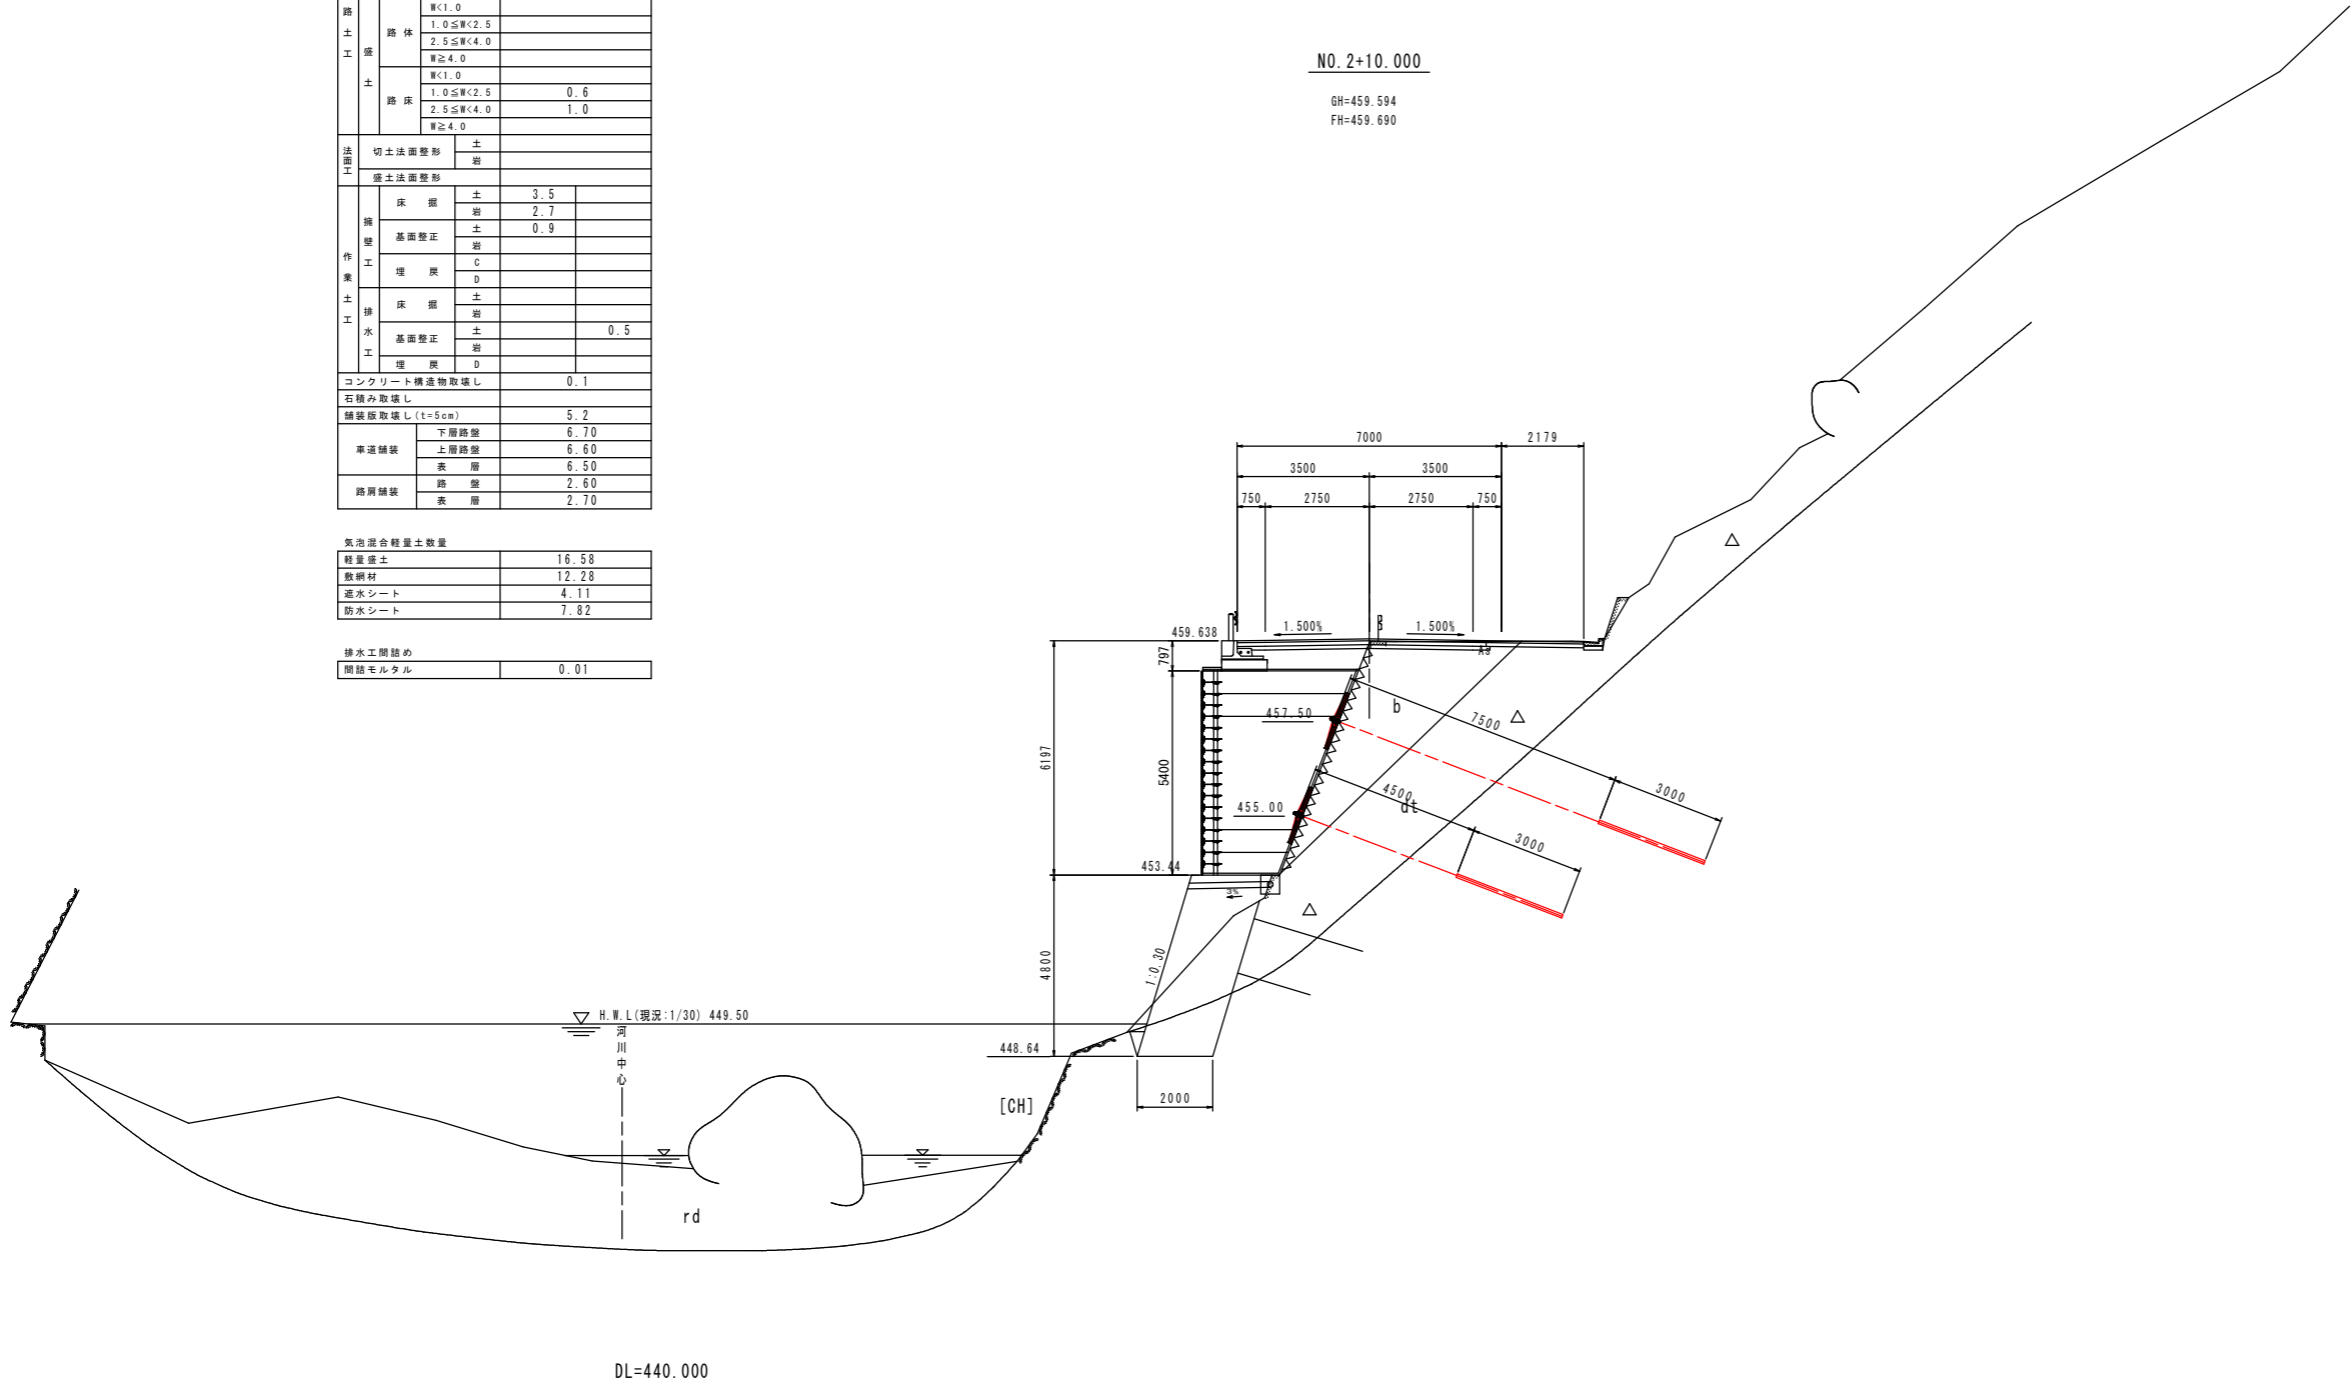 路土工 盛土 路体 W<1.0
1.0≦W<2.5
2.5≦W<4.0
W≧4.0
路床 W<1.0
1.0≦W<2.5 0.6
2.5≦W<4.0 1.0
W≧4.0
法面工 切土法面整形 土
岩
盛土法面整形
作業土工 擁壁工 床掘 土 3.5
岩 2.7
基面整正 土 0.9
岩
埋戻 C
D
排水工 床掘 土
岩
基面整正 土 0.5
岩
埋戻 D
コンクリート構造物取壊し 0.1
石積み取壊し
舗装版取壊し(t=5cm) 5.2
車道舗装 下層路盤 6.70
上層路盤 6.60
表層 6.50
路肩舗装 路盤 2.60
表層 2.70
気泡混合軽量土数量
軽量盛土 16.58
敷網材 12.28
遮水シート 4.11
防水シート 7.82
排水工間詰め
間詰モルタル 0.01
NO.2+10.000
GH=459.594
FH=459.690
7000 2179
3500 3500
750 2750 2750 750
459.638 1.500% 1.500%
797
As
b
457.50
7500
6197
5400
4500
3000
455.00
dt
3000
453.44
3%
4800
1:0.30
H.W.L(現況:1/30) 449.50
河川中心
448.64
2000
[CH]
rd
DL=440.000